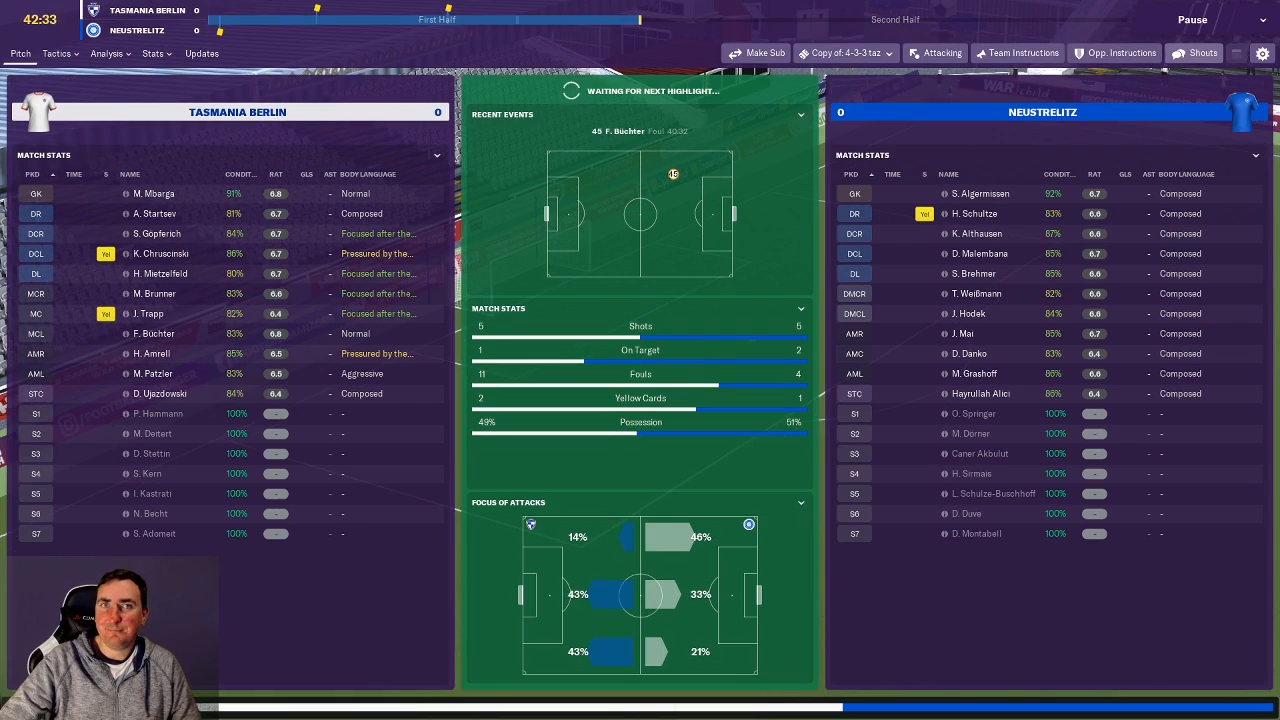 42:33
TASMANIA BERLIN 0
NEUSTRELITZ 0
First Half
Second Half
Pause
Pitch Tactics Analysis Stats Updates
Make Sub Copy of: 4-3-3 taz Attacking Team Instructions Opp. Instructions Shouts
TASMANIA BERLIN 0
MATCH STATS
PKD TIME S NAME CONDIT... RAT GLS AST BODY LANGUAGE
GK M. Mbarga 91% 6.8 - Normal
DR A. Startsev 81% 6.7 - Composed
DCR S. Göpferich 84% 6.7 - Focused after the...
DCL Yel K. Chruscinski 86% 6.7 - Pressured by the...
DL H. Mietzelfeld 80% 6.7 - Focused after the...
MCR M. Brunner 83% 6.6 - Focused after the...
MC Yel J. Trapp 82% 6.4 - Focused after the...
MCL F. Büchter 83% 6.8 - Normal
AMR H. Amrell 85% 6.5 - Pressured by the...
AML M. Patzler 83% 6.5 - Aggressive
STC D. Ujazdowski 84% 6.4 - Composed
S1 P. Hammann 100% - - -
S2 M. Deitert 100% - - -
S3 D. Stettin 100% - - -
S4 S. Kern 100% - - -
S5 I. Kastrati 100% - - -
S6 N. Becht 100% - - -
S7 S. Adomeit 100% - - -
WAITING FOR NEXT HIGHLIGHT...
RECENT EVENTS
45 F. Büchter Foul 40:32
45
MATCH STATS
5 Shots 5
1 On Target 2
11 Fouls 4
2 Yellow Cards 1
49% Possession 51%
FOCUS OF ATTACKS
14% 46%
43% 33%
43% 21%
0 NEUSTRELITZ
MATCH STATS
PKD TIME S NAME CONDIT... RAT GLS AST BODY LANGUAGE
GK S. Algermissen 92% 6.7 - Composed
DR Yel H. Schultze 83% 6.6 - Composed
DCR K. Althausen 87% 6.6 - Composed
DCL D. Malembana 85% 6.6 - Composed
DL S. Brehmer 85% 6.6 - Composed
DMCR T. Weißmann 82% 6.6 - Composed
DMCL J. Hodek 84% 6.6 - Composed
AMR J. Mai 85% 6.7 - Composed
AMC D. Danko 83% 6.4 - Composed
AML M. Grashoff 86% 6.6 - Composed
STC Hayrullah Alici 86% 6.4 - Composed
S1 O. Springer 100% - - -
S2 M. Dörner 100% - - -
S3 Caner Akbulut 100% - - -
S4 H. Sirmais 100% - - -
S5 L. Schulze-Buschhoff 100% - - -
S6 D. Duve 100% - - -
S7 D. Montabell 100% - - -